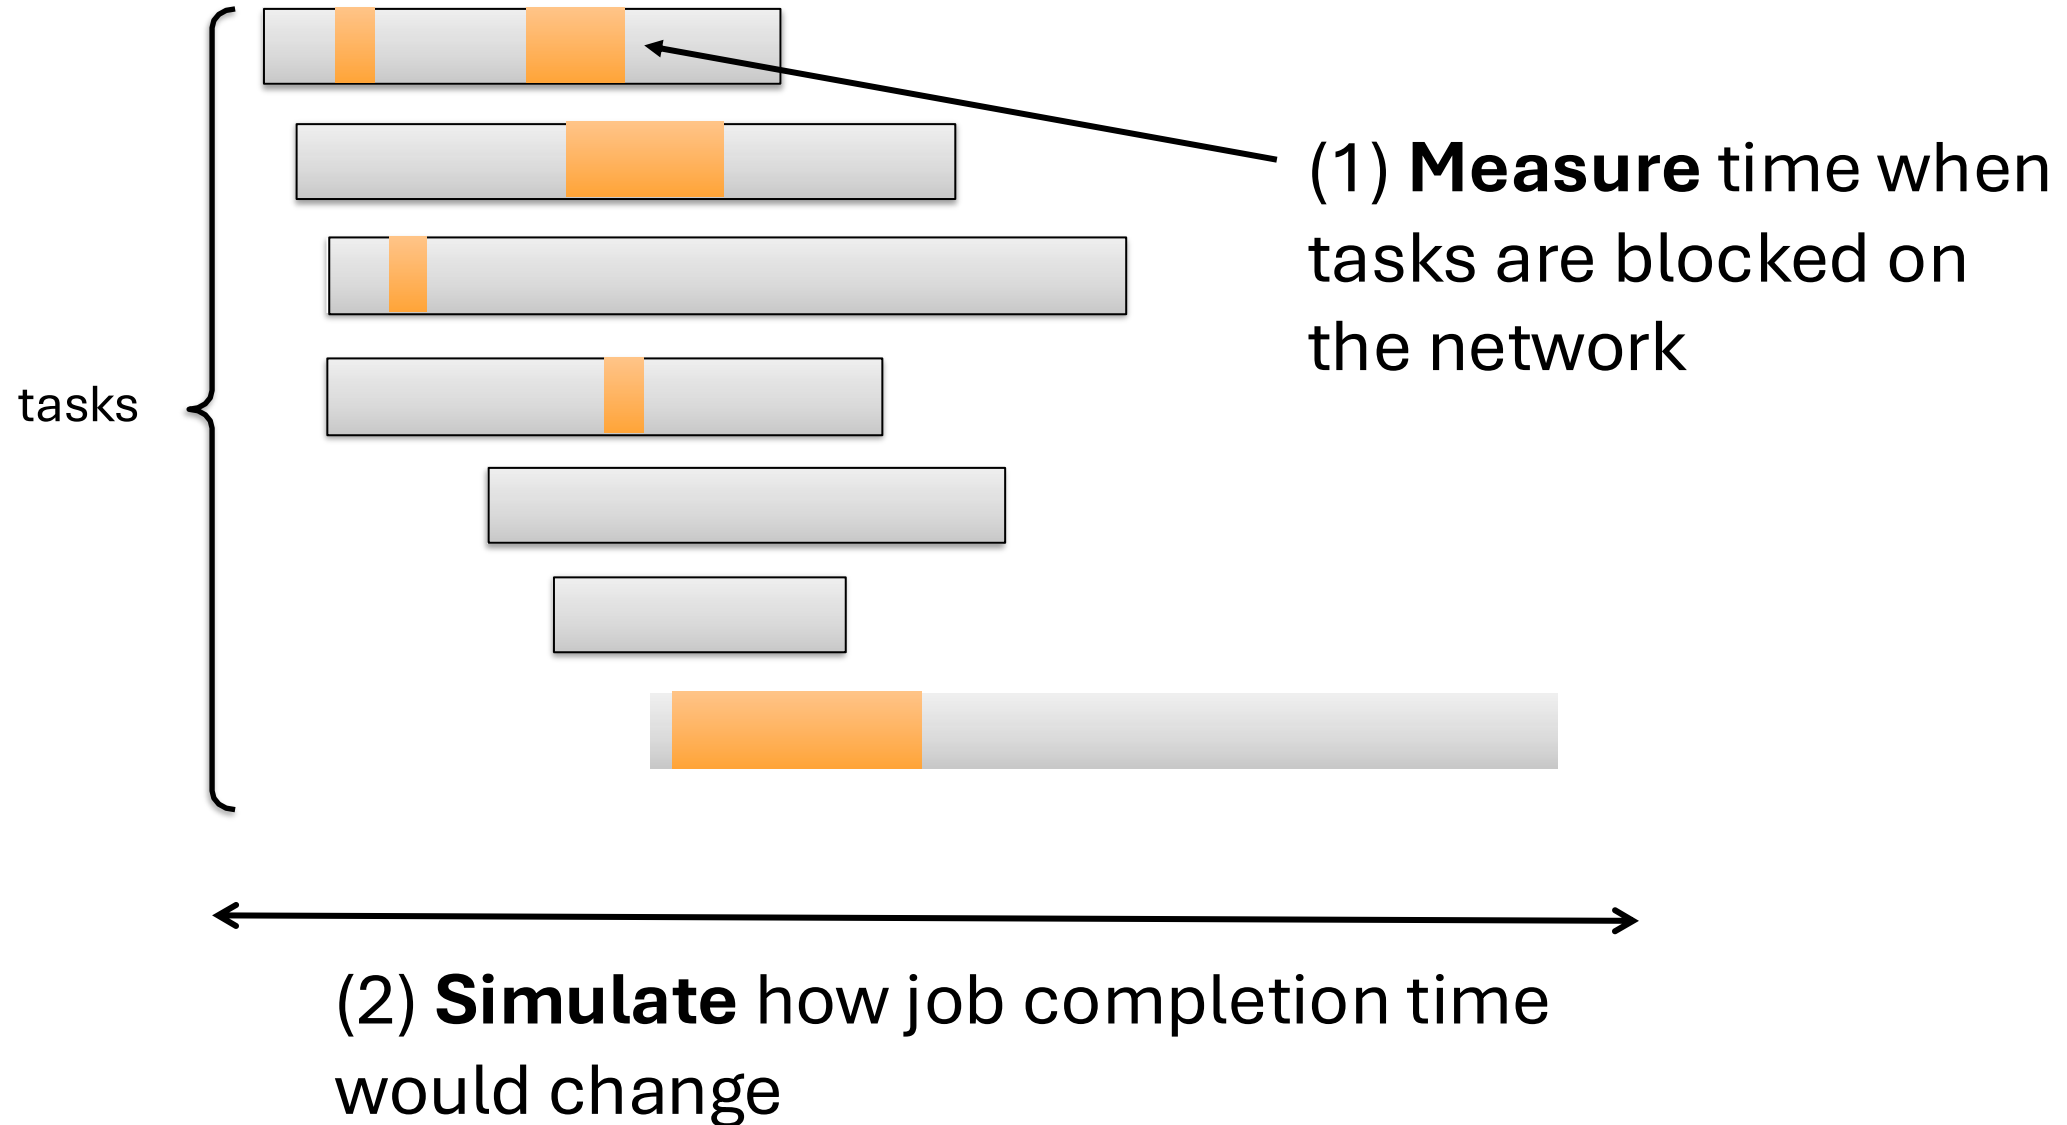 (1) Measure time when
tasks are blocked on
the network
tasks
(2) Simulate how job completion time
would change